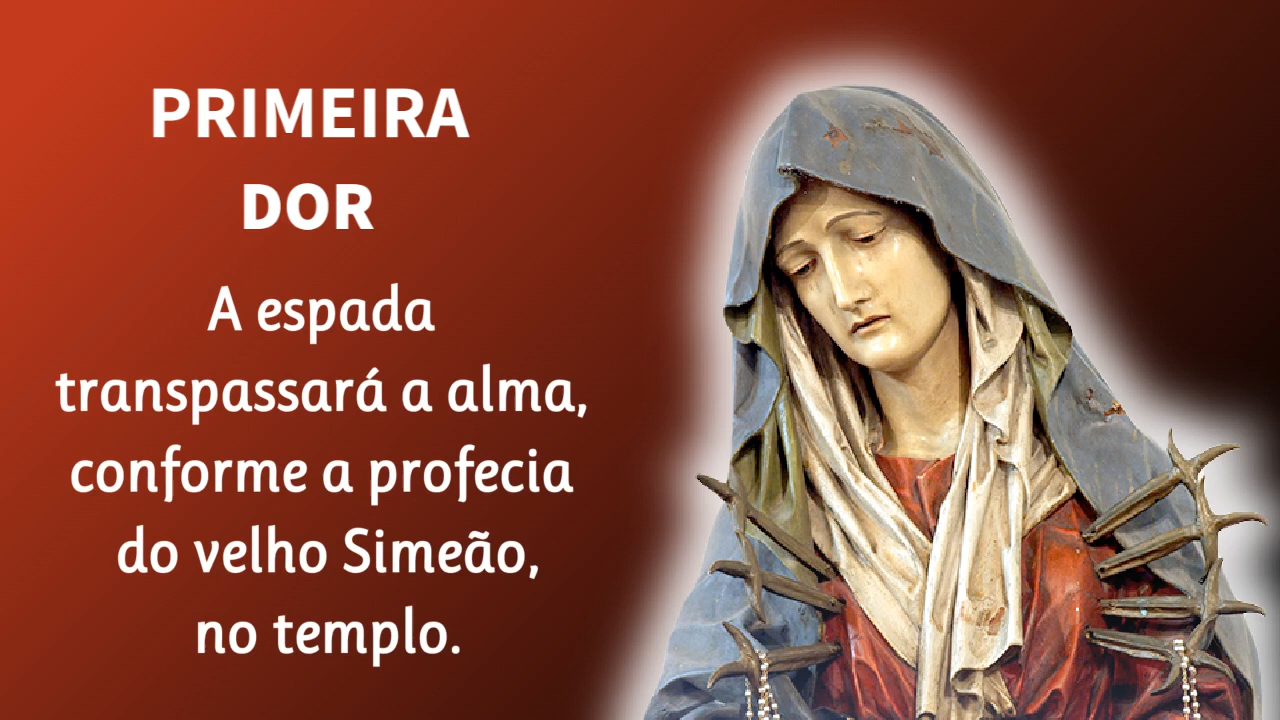 PRIMEIRA
DOR
A espada
transpassará a alma,
conforme a profecia
do velho Simeão,
no templo.